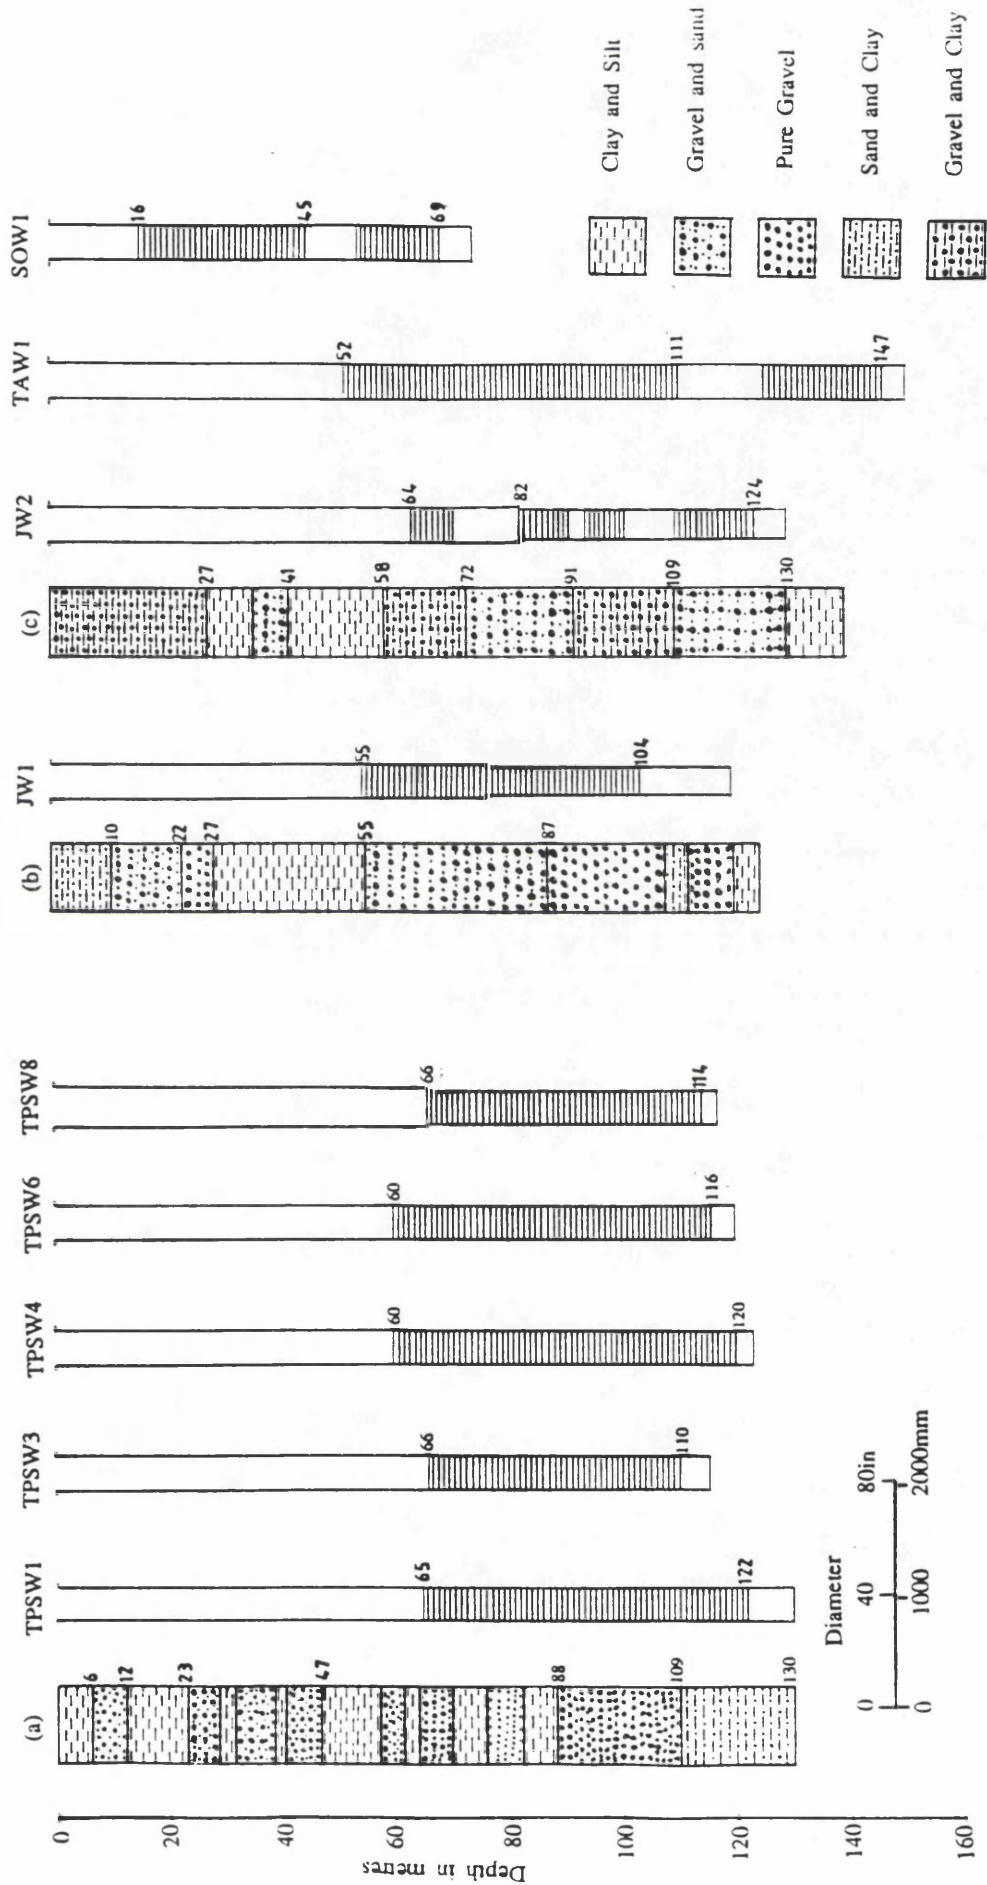 (a)
TPSW1
TPSW3
TPSW4
TPSW6
TPSW8
(b)
JW1
(c)
JW2
TAW1
SOW1
Depth in metres
0
20
40
60
80
100
120
140
160
6
12
23
47
88
109
130
65
122
66
110
60
120
60
116
66
114
10
22
27
55
87
55
104
27
41
58
72
91
109
130
64
82
124
52
111
147
16
45
69
Diameter
0 40 80in
0 1000 2000mm
Clay and Silt
Gravel and sand
Pure Gravel
Sand and Clay
Gravel and Clay